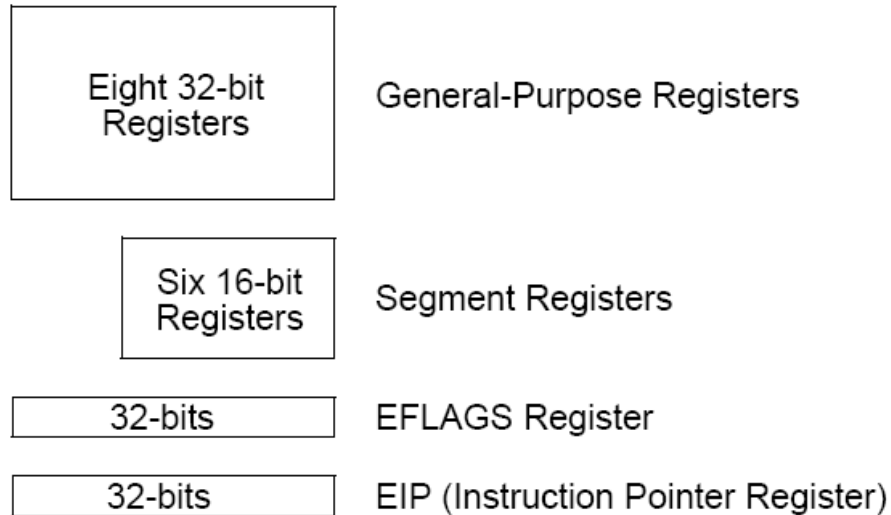 Eight 32-bit
Registers
General-Purpose Registers
Six 16-bit
Registers
Segment Registers
32-bits
EFLAGS Register
32-bits
EIP (Instruction Pointer Register)